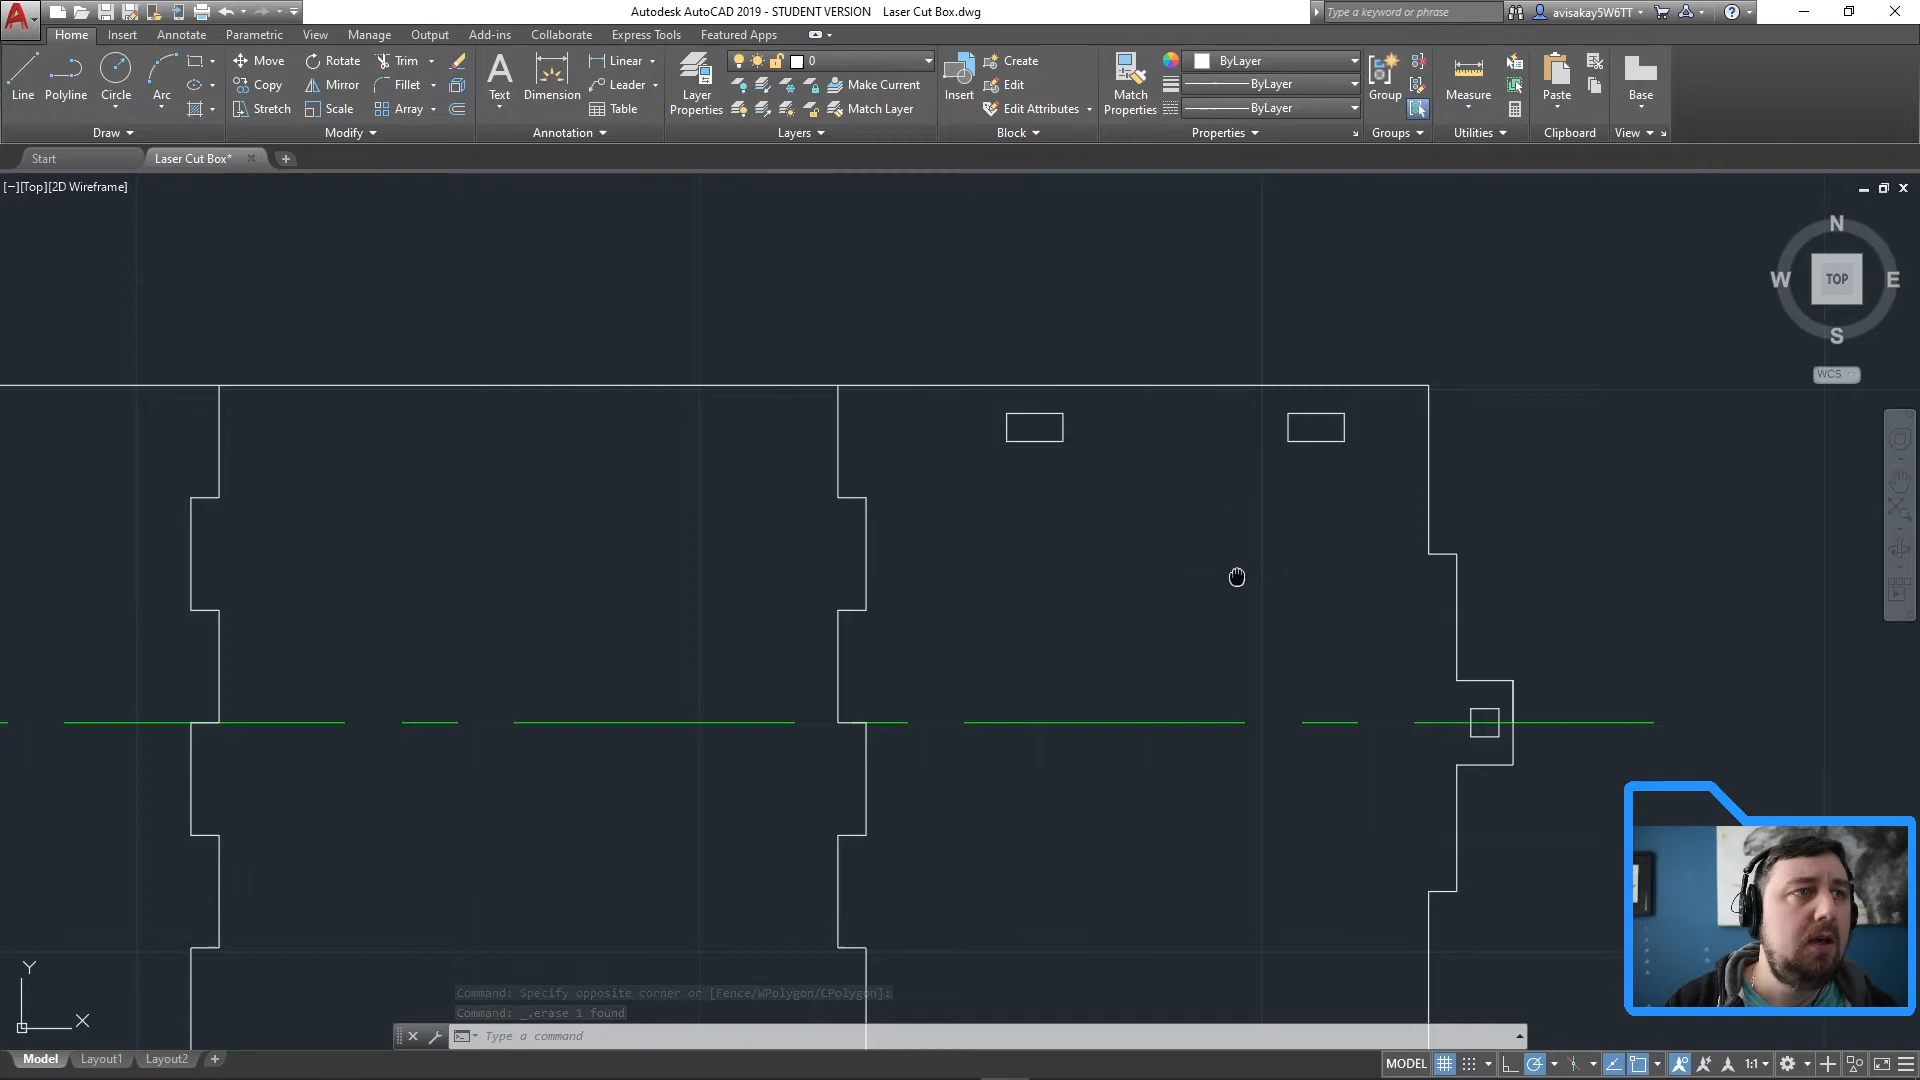 Autodesk AutoCAD 2019 - STUDENT VERSION    Laser Cut Box.dwg
Type a keyword or phrase
avisakay5W6TT
Home Insert Annotate Parametric View Manage Output Add-ins Collaborate Express Tools Featured Apps
Line Polyline Circle Arc
Move Rotate Trim
Copy Mirror Fillet
Stretch Scale Array
Text Dimension
Linear
Leader
Table
Layer Properties
0
Make Current
Match Layer
Insert
Create
Edit
Edit Attributes
Match Properties
ByLayer
ByLayer
ByLayer
Group
Measure
Paste
Base
Draw Modify Annotation Layers Block Properties Groups Utilities Clipboard View
Start Laser Cut Box*
[−][Top][2D Wireframe]
N
W TOP E
S
WCS
Y
X
Command: Specify opposite corner or [Fence/WPolygon/CPolygon]:
Command: _.erase 1 found
Type a command
Model Layout1 Layout2
MODEL
1:1